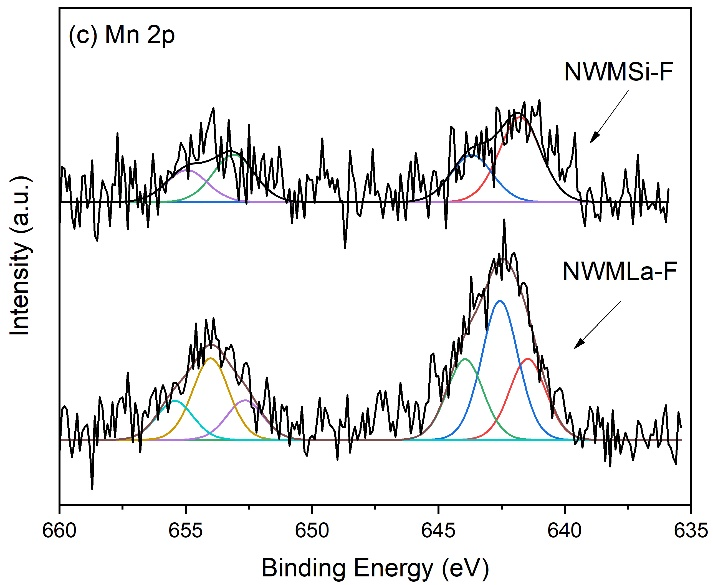 (c) Mn 2p
NWMSi-F
NWMLa-F
Intensity (a.u.)
660 655 650 645 640 635
Binding Energy (eV)